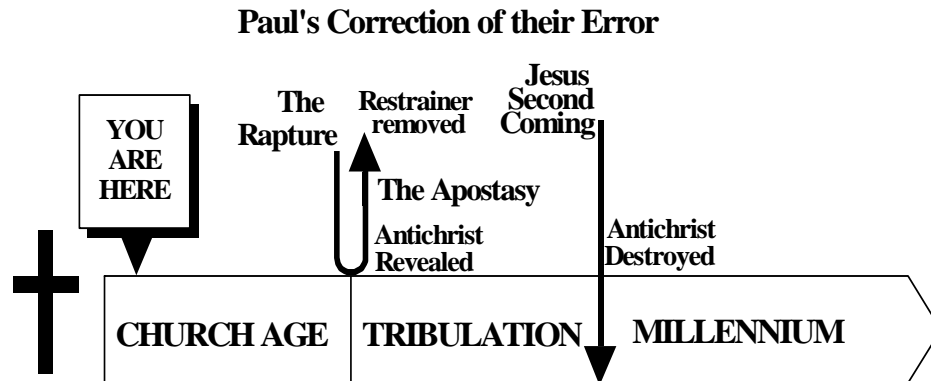 Paul's Correction of their Error
YOU
ARE
HERE
The
Rapture
Restrainer
removed
The Apostasy
Antichrist
Revealed
Jesus
Second
Coming
Antichrist
Destroyed
CHURCH AGE
TRIBULATION
MILLENNIUM